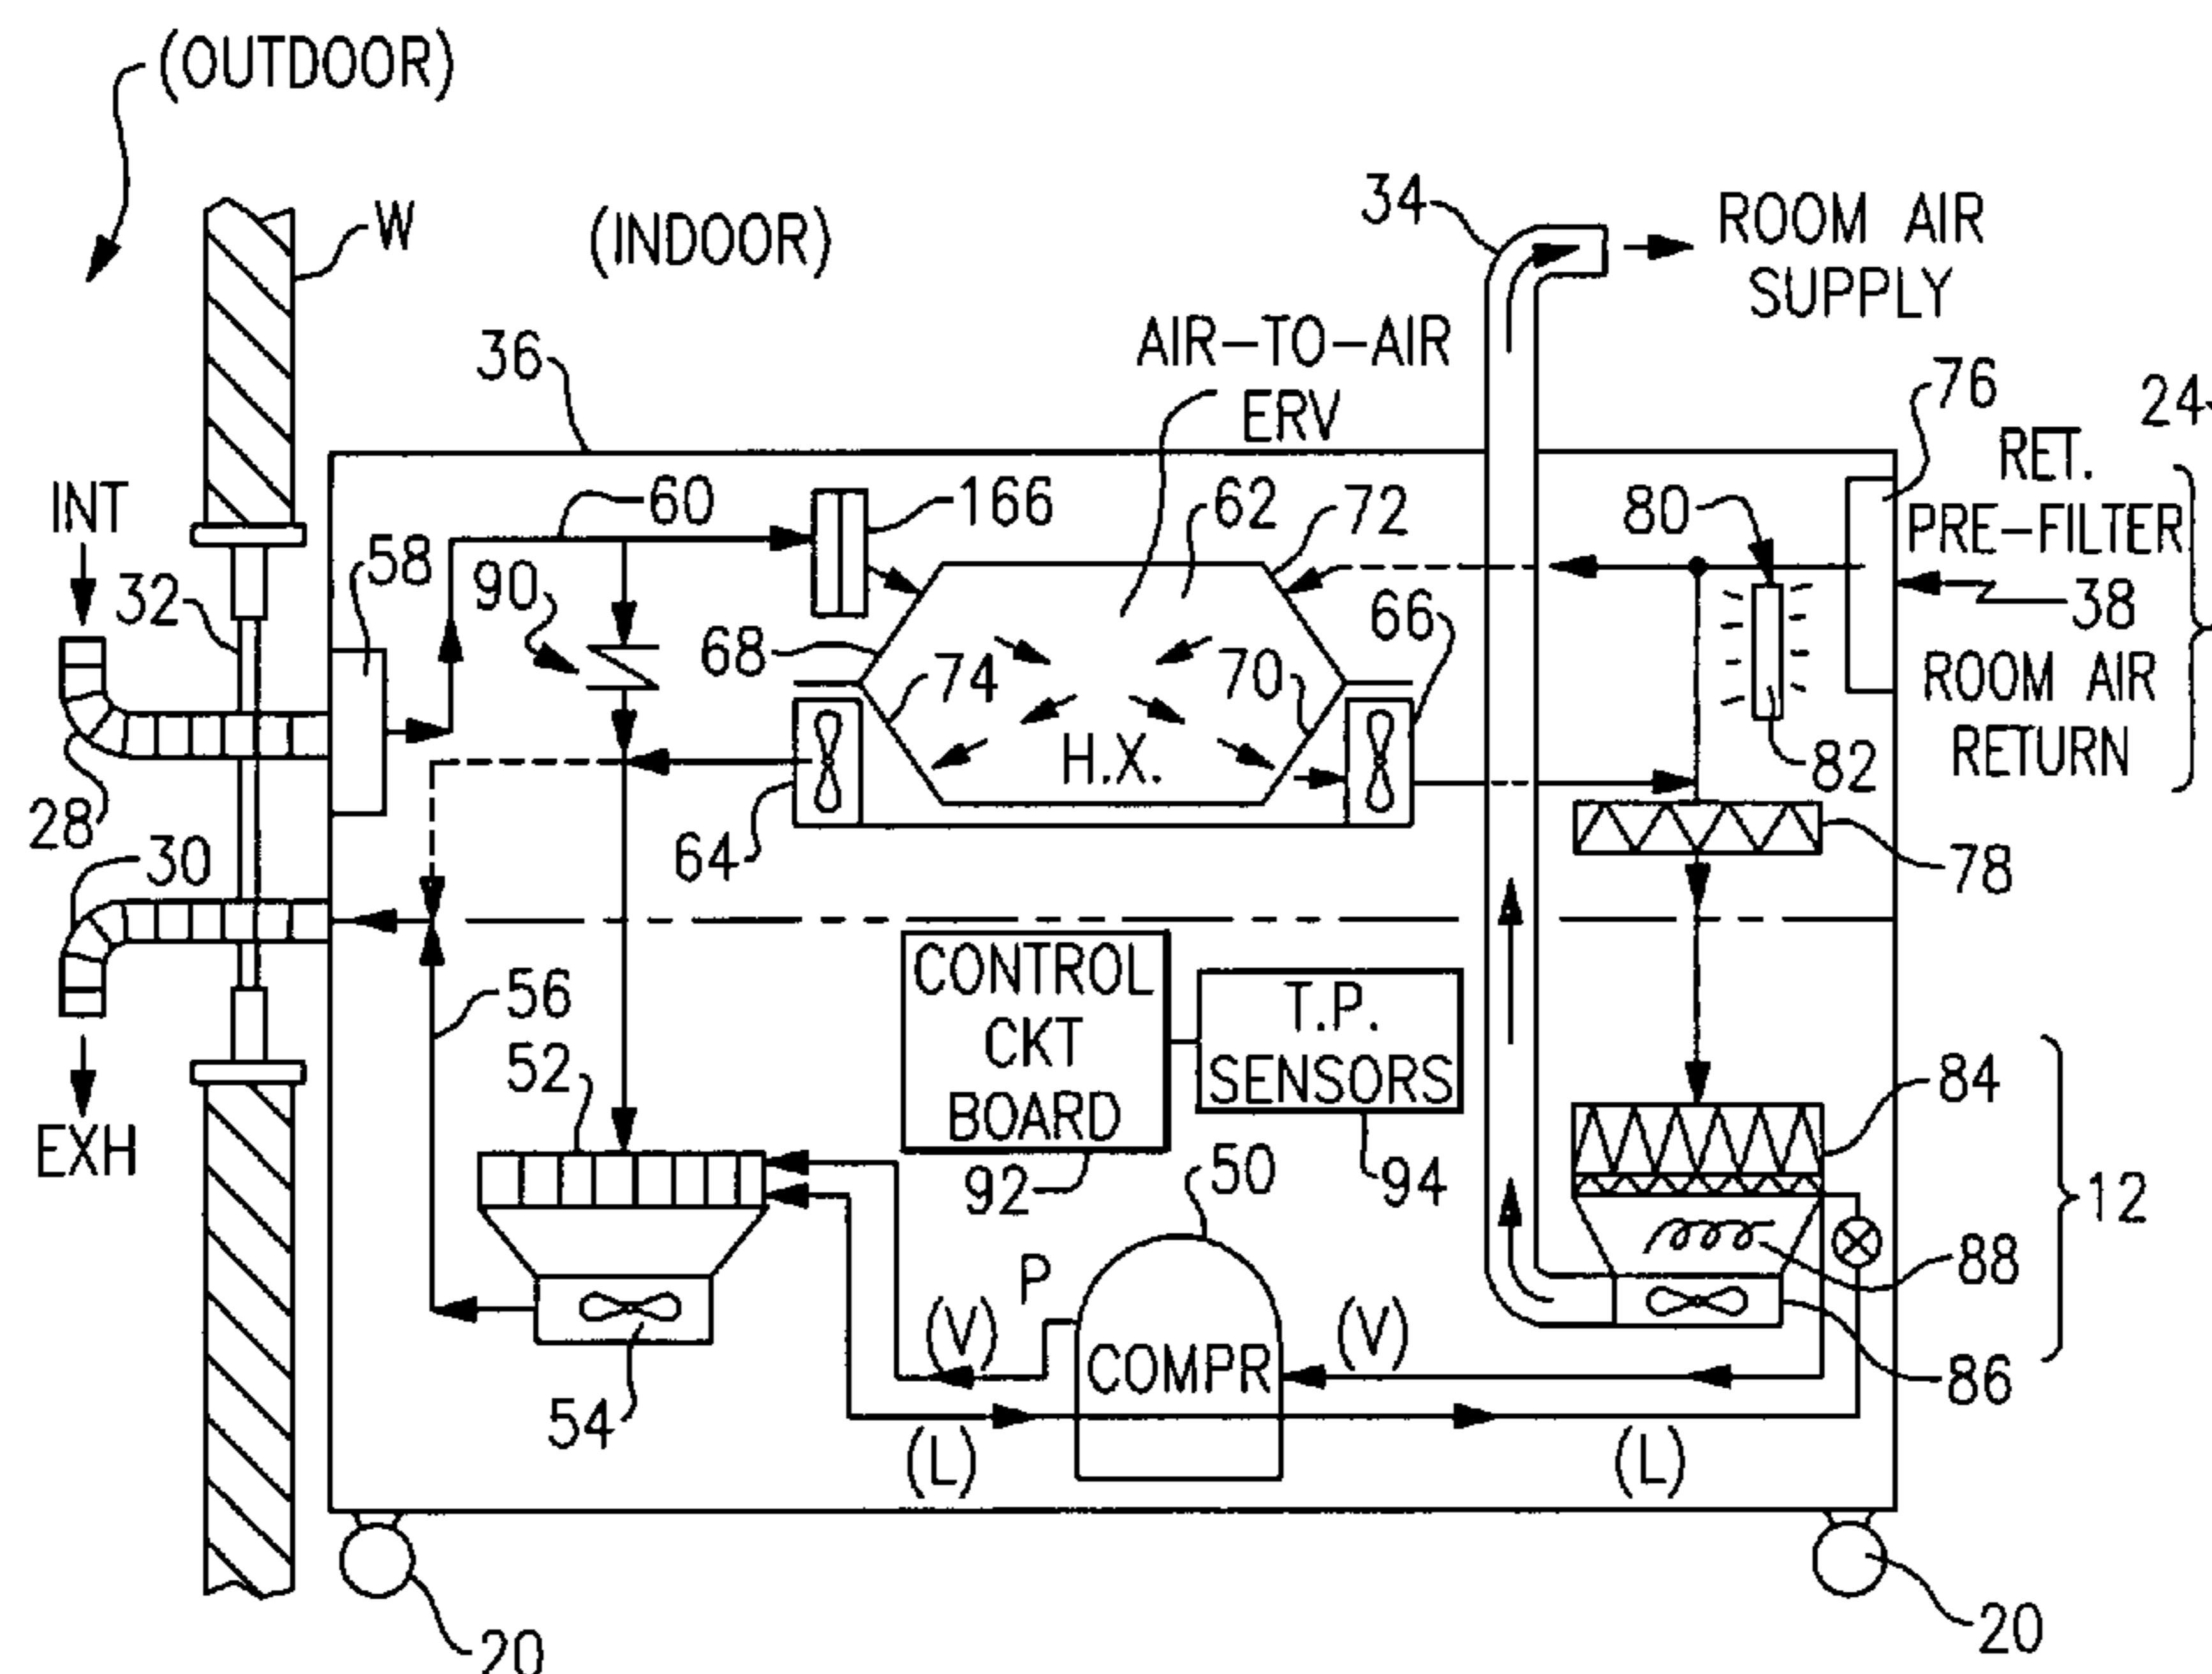 (OUTDOOR)
W
(INDOOR)
34
ROOM AIR
SUPPLY
36
AIR-TO-AIR
ERV
76
24
RET.
PRE-FILTER
38
ROOM AIR
RETURN
INT
60
166
62
72
80
58
32
90
68
74
70
66
H.X.
82
28
30
64
78
56
CONTROL
CKT
BOARD
T.P.
SENSORS
52
84
EXH
92
50
94
12
P
88
(V)
(V)
COMPR
86
54
(L)
(L)
20
20